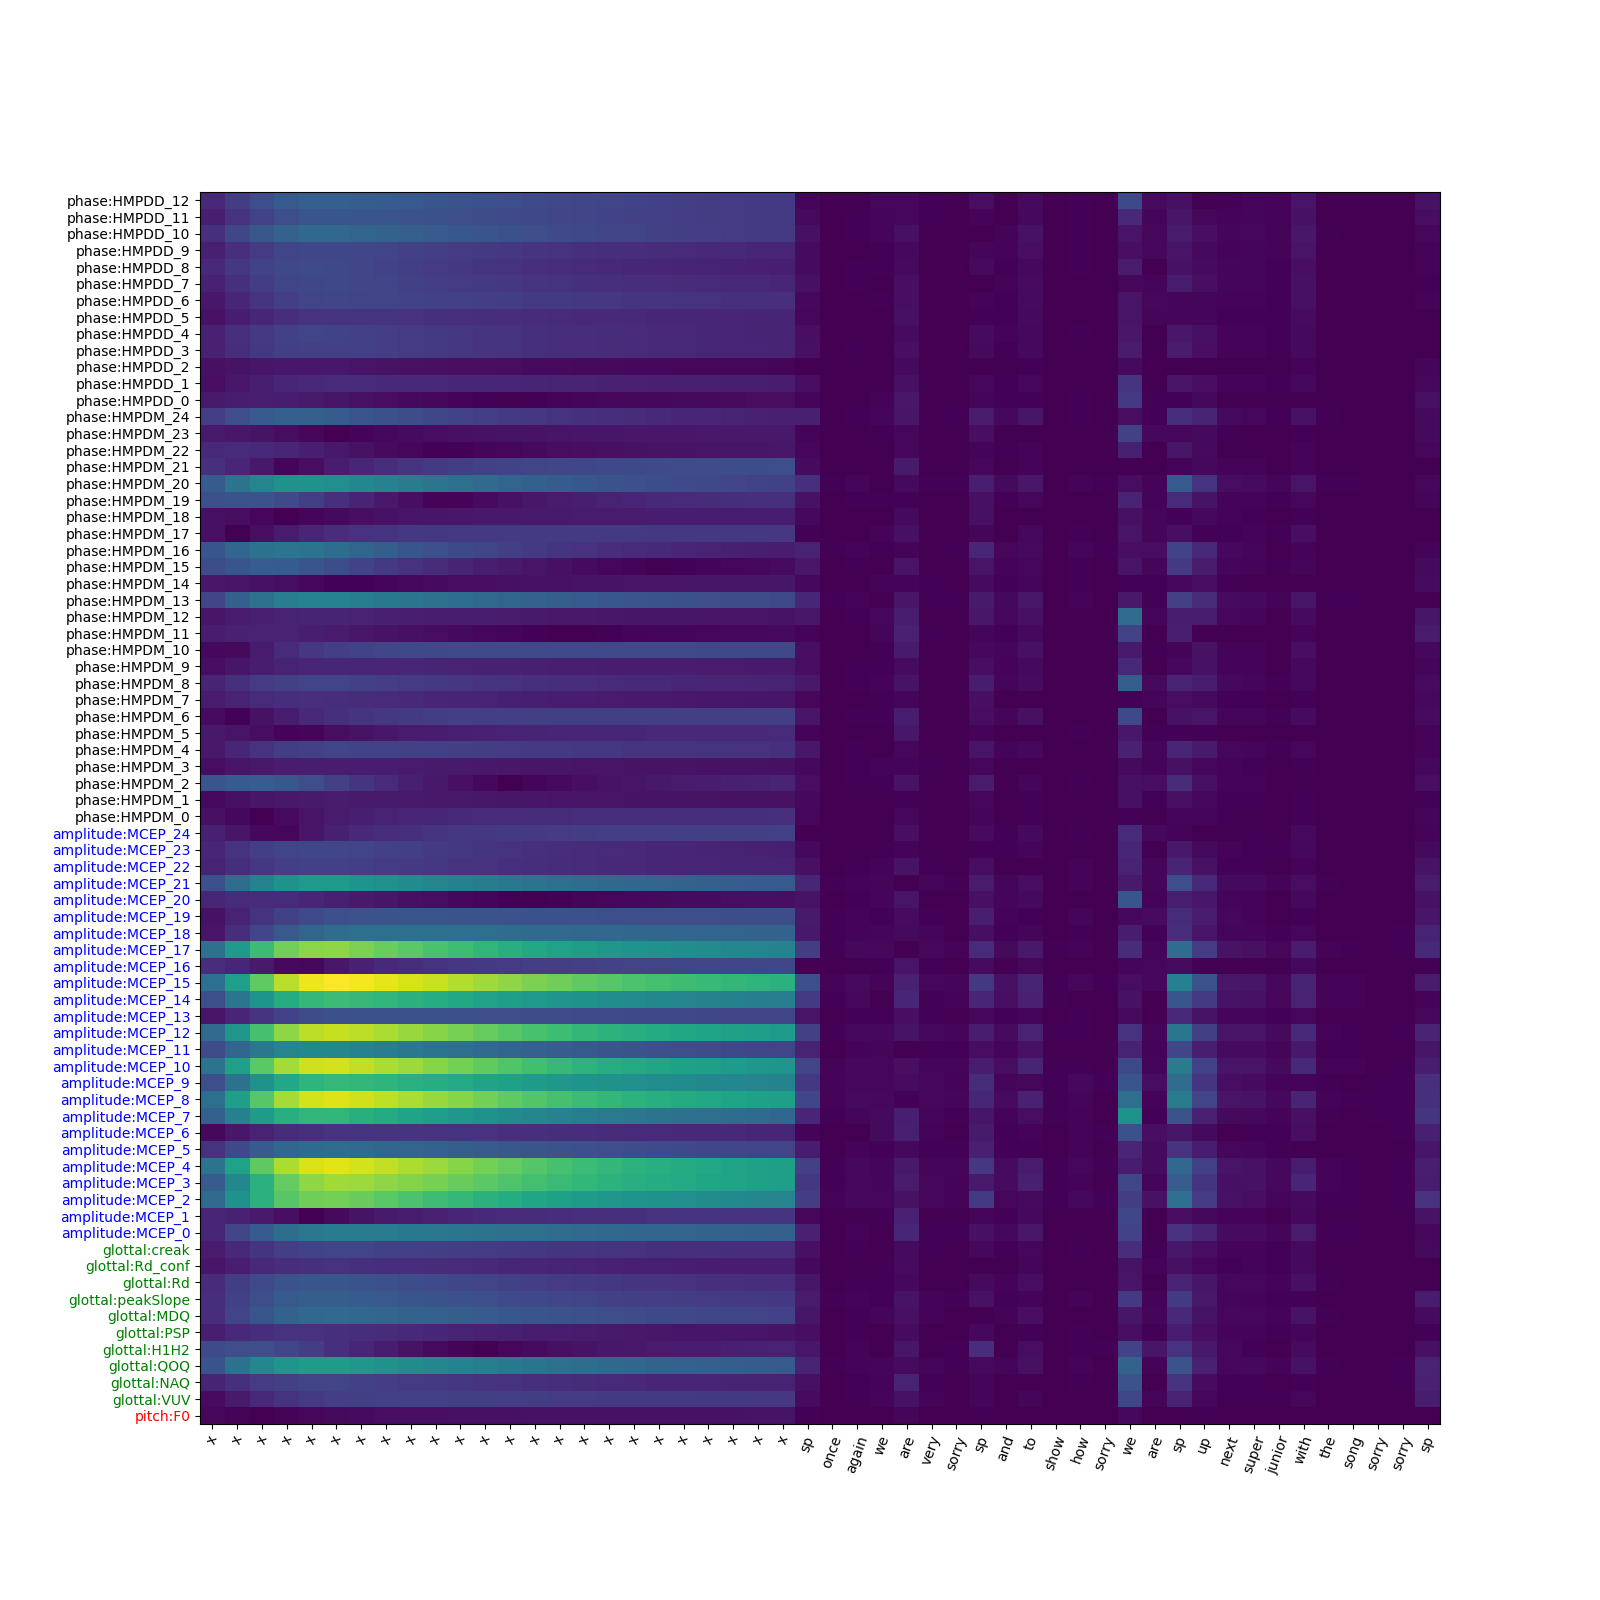 phase:HMPDD_12
phase:HMPDD_11
phase:HMPDD_10
phase:HMPDD_9
phase:HMPDD_8
phase:HMPDD_7
phase:HMPDD_6
phase:HMPDD_5
phase:HMPDD_4
phase:HMPDD_3
phase:HMPDD_2
phase:HMPDD_1
phase:HMPDD_0
phase:HMPDM_24
phase:HMPDM_23
phase:HMPDM_22
phase:HMPDM_21
phase:HMPDM_20
phase:HMPDM_19
phase:HMPDM_18
phase:HMPDM_17
phase:HMPDM_16
phase:HMPDM_15
phase:HMPDM_14
phase:HMPDM_13
phase:HMPDM_12
phase:HMPDM_11
phase:HMPDM_10
phase:HMPDM_9
phase:HMPDM_8
phase:HMPDM_7
phase:HMPDM_6
phase:HMPDM_5
phase:HMPDM_4
phase:HMPDM_3
phase:HMPDM_2
phase:HMPDM_1
phase:HMPDM_0
amplitude:MCEP_24
amplitude:MCEP_23
amplitude:MCEP_22
amplitude:MCEP_21
amplitude:MCEP_20
amplitude:MCEP_19
amplitude:MCEP_18
amplitude:MCEP_17
amplitude:MCEP_16
amplitude:MCEP_15
amplitude:MCEP_14
amplitude:MCEP_13
amplitude:MCEP_12
amplitude:MCEP_11
amplitude:MCEP_10
amplitude:MCEP_9
amplitude:MCEP_8
amplitude:MCEP_7
amplitude:MCEP_6
amplitude:MCEP_5
amplitude:MCEP_4
amplitude:MCEP_3
amplitude:MCEP_2
amplitude:MCEP_1
amplitude:MCEP_0
glottal:creak
glottal:Rd_conf
glottal:Rd
glottal:peakSlope
glottal:MDQ
glottal:PSP
glottal:H1H2
glottal:QOQ
glottal:NAQ
glottal:VUV
pitch:F0
x x x x x x x x x x x x x x x x x x x x x x x x sp once again we are very sorry sp and to show how sorry we are sp up next super junior with the song sorry sorry sp